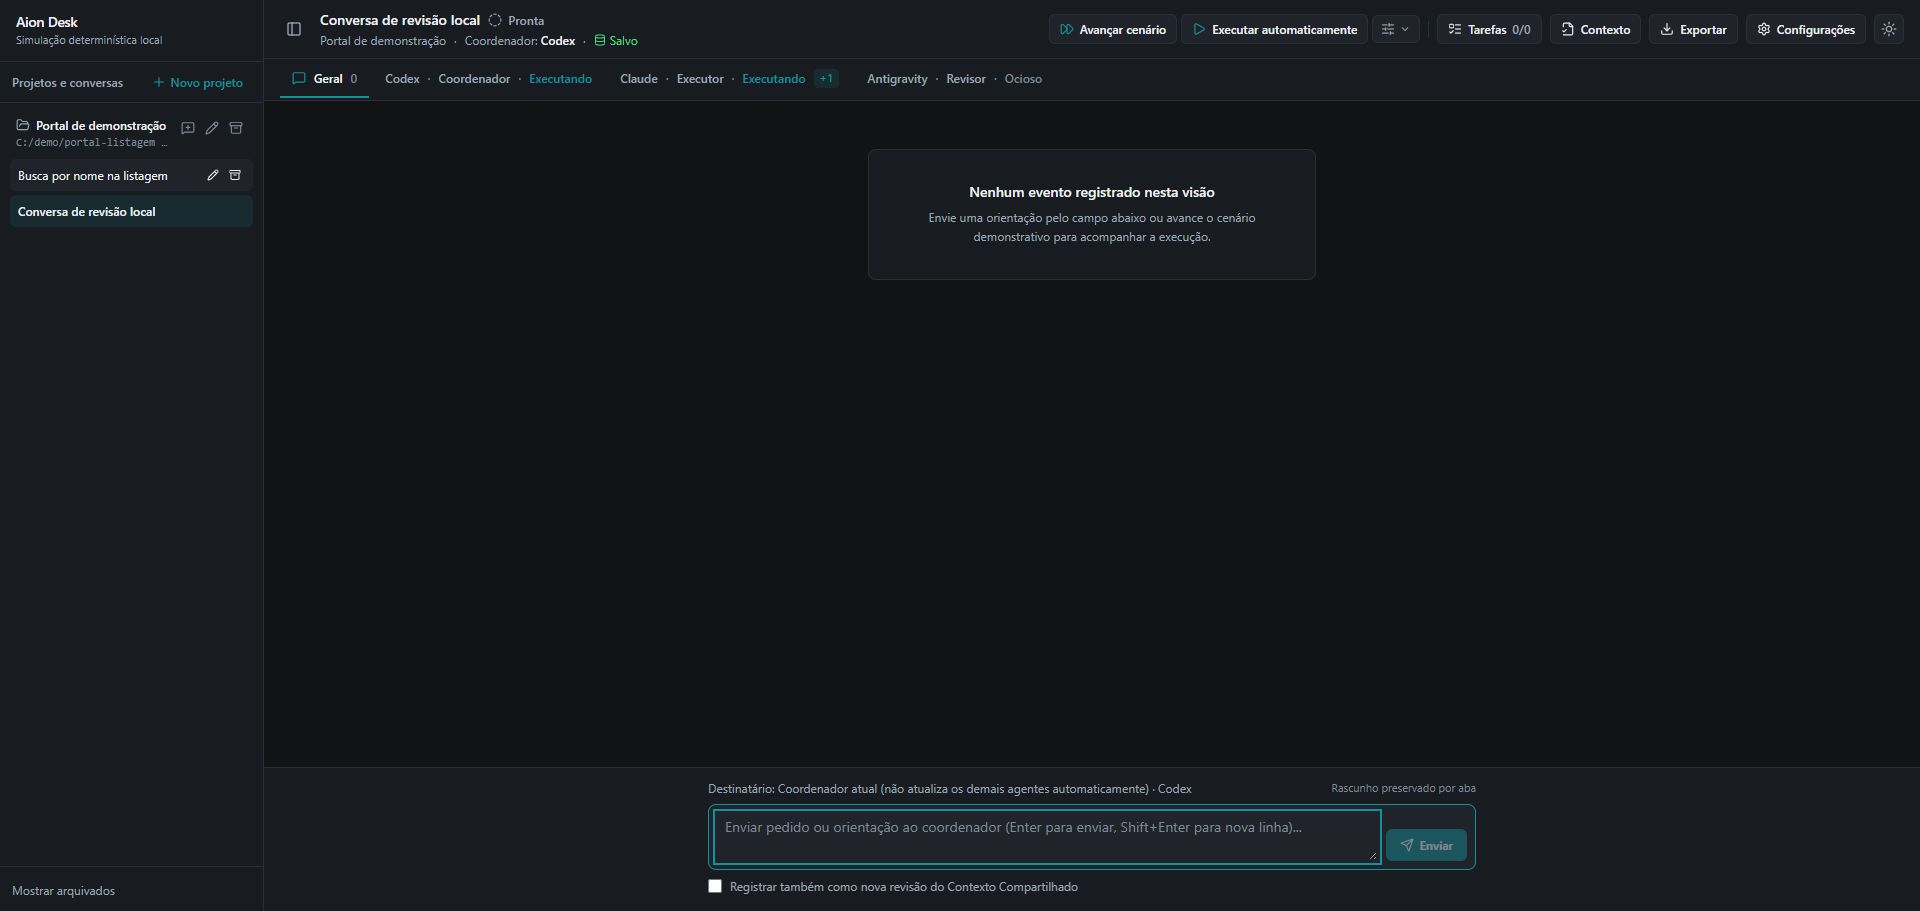 Aion Desk
Simulação determinística local
Projetos e conversas
Novo projeto
Portal de demonstração
C:/demo/portal-listagem …
Busca por nome na listagem
Conversa de revisão local
Mostrar arquivados
Conversa de revisão local Pronta
Portal de demonstração · Coordenador: Codex · Salvo
Avançar cenário
Executar automaticamente
Tarefas 0/0
Contexto
Exportar
Configurações
Geral 0
Codex · Coordenador · Executando
Claude · Executor · Executando +1
Antigravity · Revisor · Ocioso
Nenhum evento registrado nesta visão
Envie uma orientação pelo campo abaixo ou avance o cenário
demonstrativo para acompanhar a execução.
Destinatário: Coordenador atual (não atualiza os demais agentes automaticamente) · Codex
Rascunho preservado por aba
Enviar pedido ou orientação ao coordenador (Enter para enviar, Shift+Enter para nova linha)...
Enviar
Registrar também como nova revisão do Contexto Compartilhado